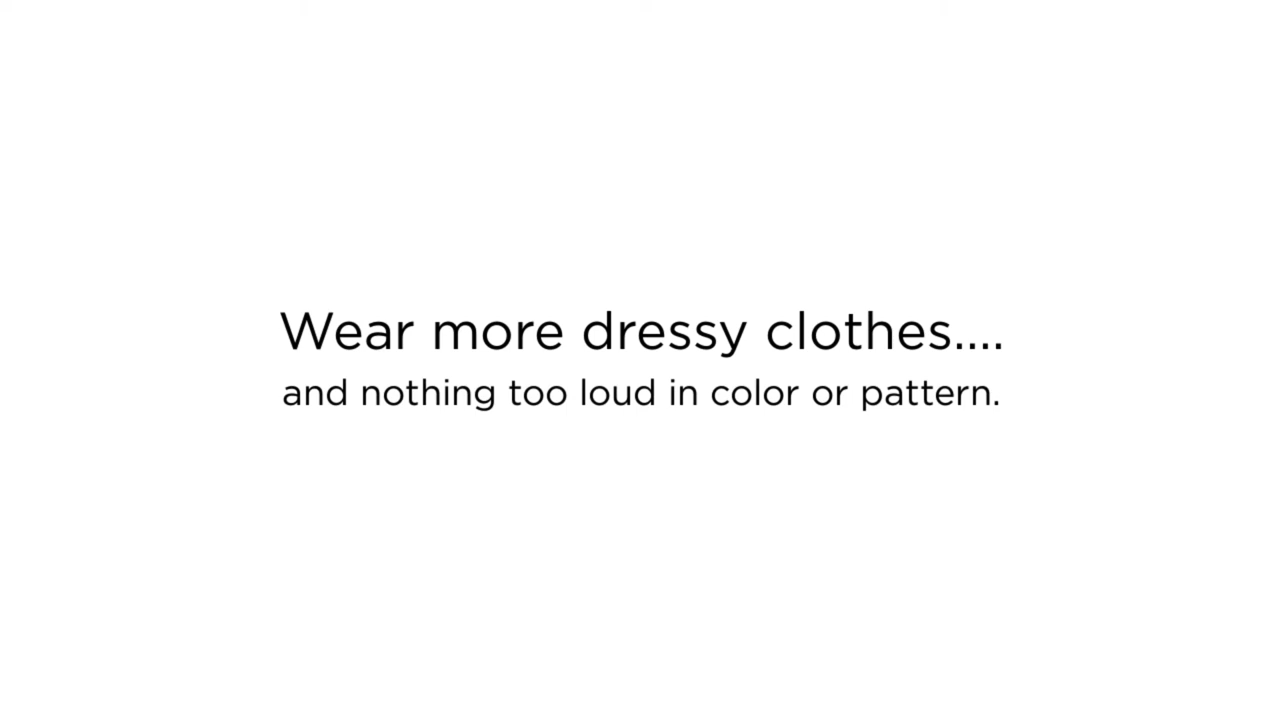 Wear more dressy clothes....
and nothing too loud in color or pattern.